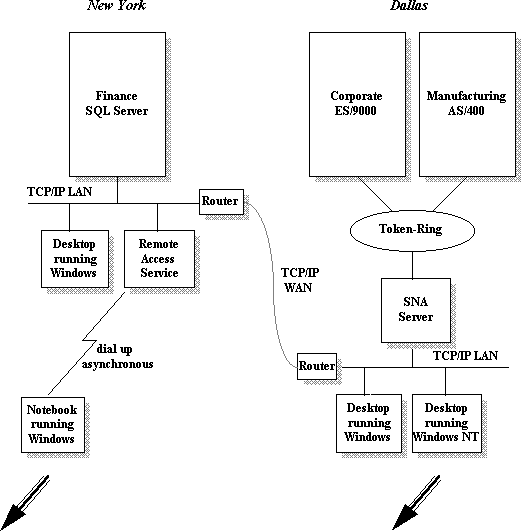 New York
Dallas
Finance
SQL Server
Corporate
ES/9000
Manufacturing
AS/400
TCP/IP LAN
Router
Desktop
running
Windows
Remote
Access
Service
Token-Ring
TCP/IP
WAN
SNA
Server
dial up
asynchronous
Router
TCP/IP LAN
Notebook
running
Windows
Desktop
running
Windows
Desktop
running
Windows NT